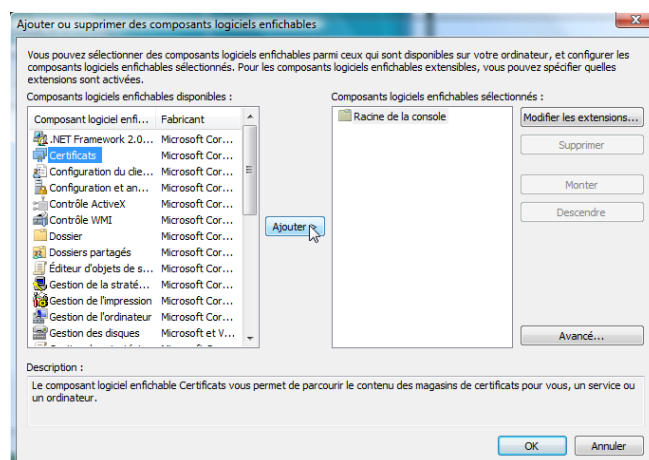 Ajouter ou supprimer des composants logiciels enfichables
Vous pouvez sélectionner des composants logiciels enfichables parmi ceux qui sont disponibles sur votre ordinateur, et configurer les
composants logiciels enfichables sélectionnés. Pour les composants logiciels enfichables extensibles, vous pouvez spécifier quelles
extensions sont activées.
Composants logiciels enfichables disponibles :
Composant logiciel enfi... Fabricant
.NET Framework 2.0... Microsoft Cor...
Certificats Microsoft Cor...
Configuration du clie... Microsoft Cor...
Configuration et an... Microsoft Cor...
Contrôle ActiveX Microsoft Cor...
Contrôle WMI Microsoft Cor...
Dossier Microsoft Cor...
Dossiers partagés Microsoft Cor...
Éditeur d'objets de s... Microsoft Cor...
Gestion de la straté... Microsoft Cor...
Gestion de l'impression Microsoft Cor...
Gestion de l'ordinateur Microsoft Cor...
Gestion des disques Microsoft et V...
Ajouter >
Composants logiciels enfichables sélectionnés :
Racine de la console
Modifier les extensions...
Supprimer
Monter
Descendre
Avancé...
Description :
Le composant logiciel enfichable Certificats vous permet de parcourir le contenu des magasins de certificats pour vous, un service ou
un ordinateur.
OK Annuler